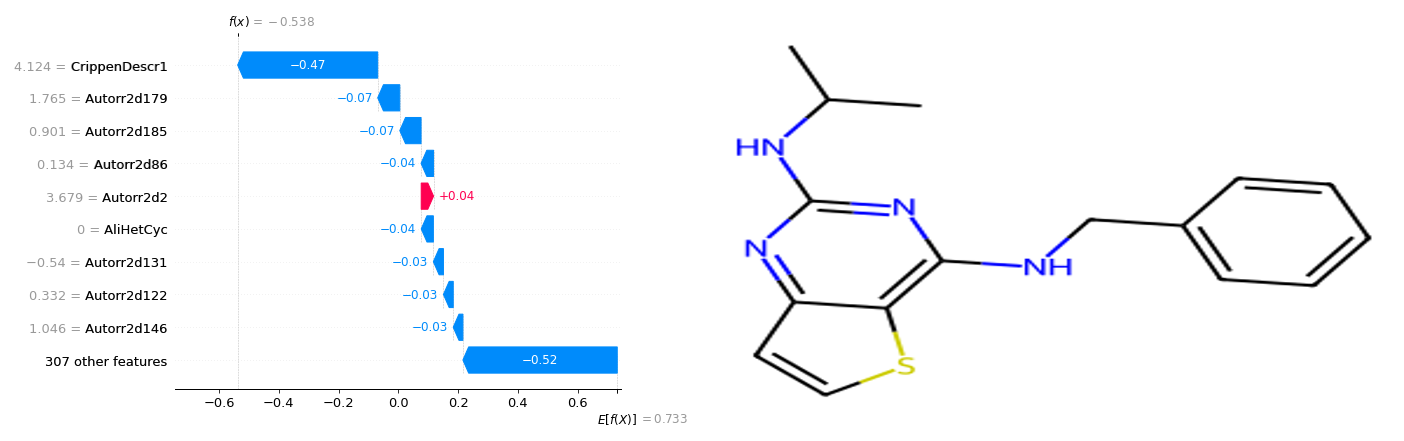 f(x) = −0.538
4.124 = CrippenDescr1
−0.47
1.765 = Autorr2d179
−0.07
0.901 = Autorr2d185
−0.07
0.134 = Autorr2d86
−0.04
3.679 = Autorr2d2
+0.04
0 = AliHetCyc
−0.04
−0.54 = Autorr2d131
−0.03
0.332 = Autorr2d122
−0.03
1.046 = Autorr2d146
−0.03
307 other features
−0.52
−0.6 −0.4 −0.2 0.0 0.2 0.4 0.6
E[f(X)] = 0.733
HN
N
N
NH
S